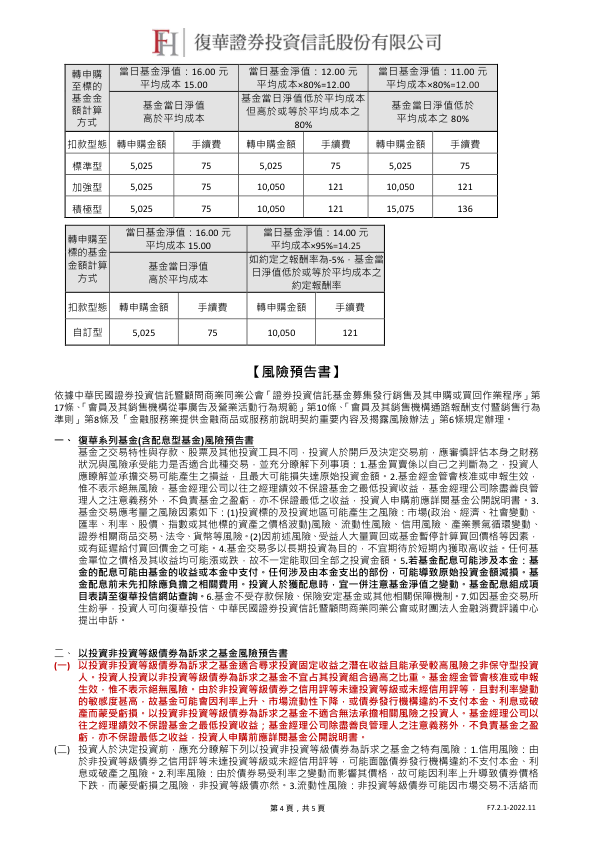 FH 復華證券投資信託股份有限公司
轉申購至標的基金金額計算方式 當日基金淨值：16.00 元 平均成本 15.00 當日基金淨值：12.00 元 平均成本×80%=12.00 當日基金淨值：11.00 元 平均成本×80%=12.00
基金當日淨值高於平均成本 基金當日淨值低於平均成本但高於或等於平均成本之 80% 基金當日淨值低於平均成本之 80%
扣款型態 轉申購金額 手續費 轉申購金額 手續費 轉申購金額 手續費
標準型 5,025 75 5,025 75 5,025 75
加強型 5,025 75 10,050 121 10,050 121
積極型 5,025 75 10,050 121 15,075 136
轉申購至標的基金金額計算方式 當日基金淨值：16.00 元 平均成本 15.00 當日基金淨值：14.00 元 平均成本×95%=14.25
基金當日淨值高於平均成本 如約定之報酬率為-5%，基金當日淨值低於或等於平均成本之約定報酬率
扣款型態 轉申購金額 手續費 轉申購金額 手續費
自訂型 5,025 75 10,050 121
【風險預告書】
依據中華民國證券投資信託暨顧問商業同業公會「證券投資信託基金募集發行銷售及其申購或買回作業程序」第
17條、「會員及其銷售機構從事廣告及營業活動行為規範」第10條、「會員及其銷售機構通路報酬支付暨銷售行為
準則」第8條及「金融服務業提供金融商品或服務前說明契約重要內容及揭露風險辦法」第6條規定辦理。
一、 復華系列基金(含配息型基金)風險預告書
基金之交易特性與存款、股票及其他投資工具不同，投資人於開戶及決定交易前，應審慎評估本身之財務
狀況與風險承受能力是否適合此種交易，並充分瞭解下列事項：1.基金買賣係以自己之判斷為之，投資人
應瞭解並承擔交易可能產生之損益，且最大可能損失達原始投資金額。2.基金經金管會核准或申報生效，
惟不表示絕無風險，基金經理公司以往之經理績效不保證基金之最低投資收益，基金經理公司除盡善良管
理人之注意義務外，不負責基金之盈虧，亦不保證最低之收益，投資人申購前應詳閱基金公開說明書。3.
基金交易應考量之風險因素如下：(1)投資標的及投資地區可能產生之風險：市場(政治、經濟、社會變動、
匯率、利率、股價、指數或其他標的資產之價格波動)風險、流動性風險、信用風險、產業景氣循環變動、
證券相關商品交易、法令、貨幣等風險。(2)因前述風險、受益人大量買回或基金暫停計算買回價格等因素，
或有延遲給付買回價金之可能。4.基金交易多以長期投資為目的，不宜期待於短期內獲取高收益。任何基
金單位之價格及其收益均可能漲或跌，故不一定能取回全部之投資金額。5.若基金配息可能涉及本金：基
金的配息可能由基金的收益或本金中支付。任何涉及由本金支出的部份，可能導致原始投資金額減損。基
金配息前未先扣除應負擔之相關費用。投資人於獲配息時，宜一併注意基金淨值之變動。基金配息組成項
目表請至復華投信網站查詢。6.基金不受存款保險、保險安定基金或其他相關保障機制。7.如因基金交易所
生紛爭，投資人可向復華投信、中華民國證券投資信託暨顧問商業同業公會或財團法人金融消費評議中心
提出申訴。
二、 以投資非投資等級債券為訴求之基金風險預告書
(一) 以投資非投資等級債券為訴求之基金適合尋求投資固定收益之潛在收益且能承受較高風險之非保守型投資
人。投資人投資以非投資等級債券為訴求之基金不宜占其投資組合過高之比重。基金經金管會核准或申報
生效，惟不表示絕無風險。由於非投資等級債券之信用評等未達投資等級或未經信用評等，且對利率變動
的敏感度甚高，故基金可能會因利率上升、市場流動性下降，或債券發行機構違約不支付本金、利息或破
產而蒙受虧損。以投資非投資等級債券為訴求之基金不適合無法承擔相關風險之投資人。基金經理公司以
往之經理績效不保證基金之最低投資收益；基金經理公司除盡善良管理人之注意義務外，不負責基金之盈
虧，亦不保證最低之收益，投資人申購前應詳閱基金公開說明書。
(二) 投資人於決定投資前，應充分瞭解下列以投資非投資等級債券為訴求之基金之特有風險：1.信用風險：由
於非投資等級債券之信用評等未達投資等級或未經信用評等，可能面臨債券發行機構違約不支付本金、利
息或破產之風險。2.利率風險：由於債券易受利率之變動而影響其價格，故可能因利率上升導致債券價格
下跌，而蒙受虧損之風險，非投資等級債亦然。3.流動性風險：非投資等級債券可能因市場交易不活絡而
第 4 頁，共 5 頁
F7.2.1-2022.11